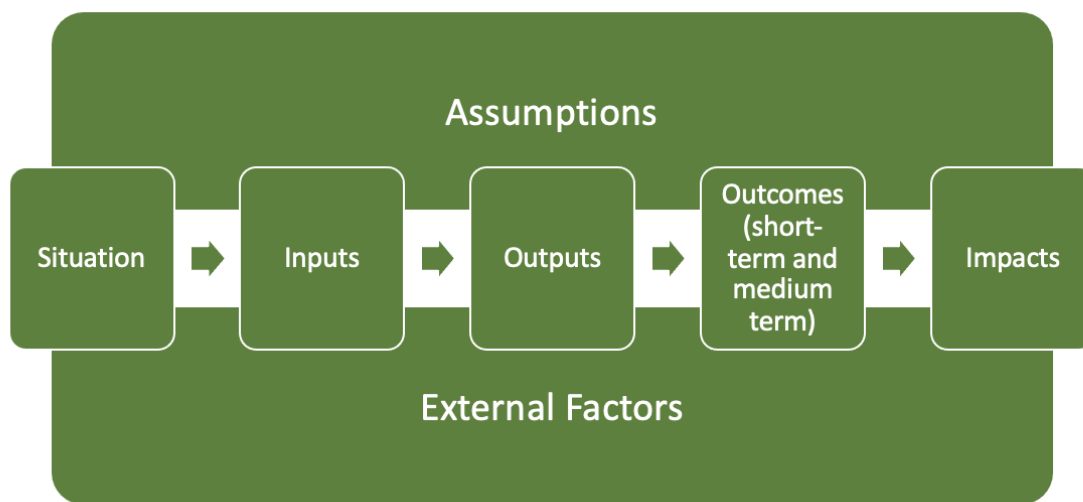 Assumptions
Situation
Inputs
Outputs
Outcomes
(short-
term and
medium
term)
Impacts
External Factors